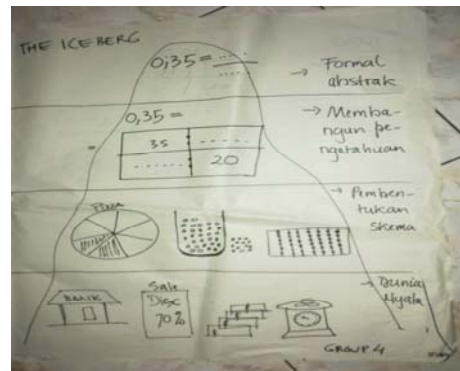 THE ICEBERG
0,35 = ....
.....
→ Formal
abstrak
0,35 =
→ Memba-
ngun pe-
ngetahuan
35 ......
...... 20
→ Pemben-
tukan
skema
Pizza
→ Dunia
Nyata
BANK
Sale
Disc
70%
GROUP 4